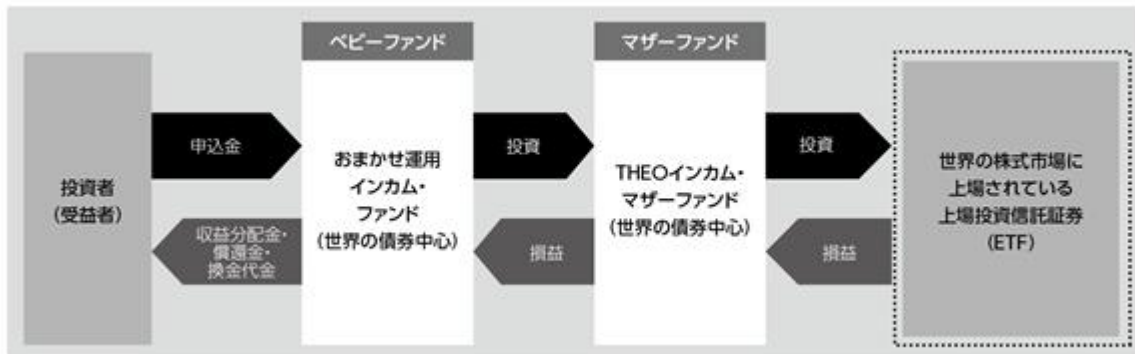 ベビーファンド
マザーファンド
投資者
(受益者)
申込金
収益分配金・
償還金・
換金代金
おまかせ運用
インカム・
ファンド
(世界の債券中心)
投資
損益
THEOインカム・
マザーファンド
(世界の債券中心)
投資
損益
世界の株式市場に
上場されている
上場投資信託証券
(ETF)